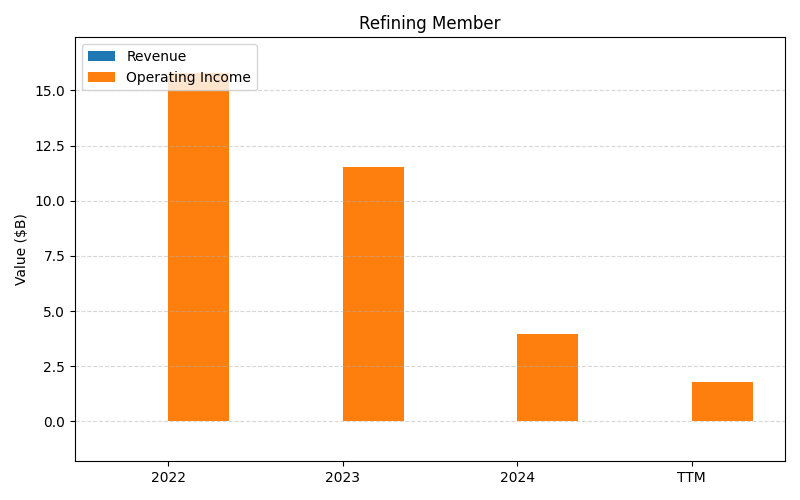 Refining Member
Revenue
Operating Income
Value ($B)
15.0
12.5
10.0
7.5
5.0
2.5
0.0
2022 2023 2024 TTM